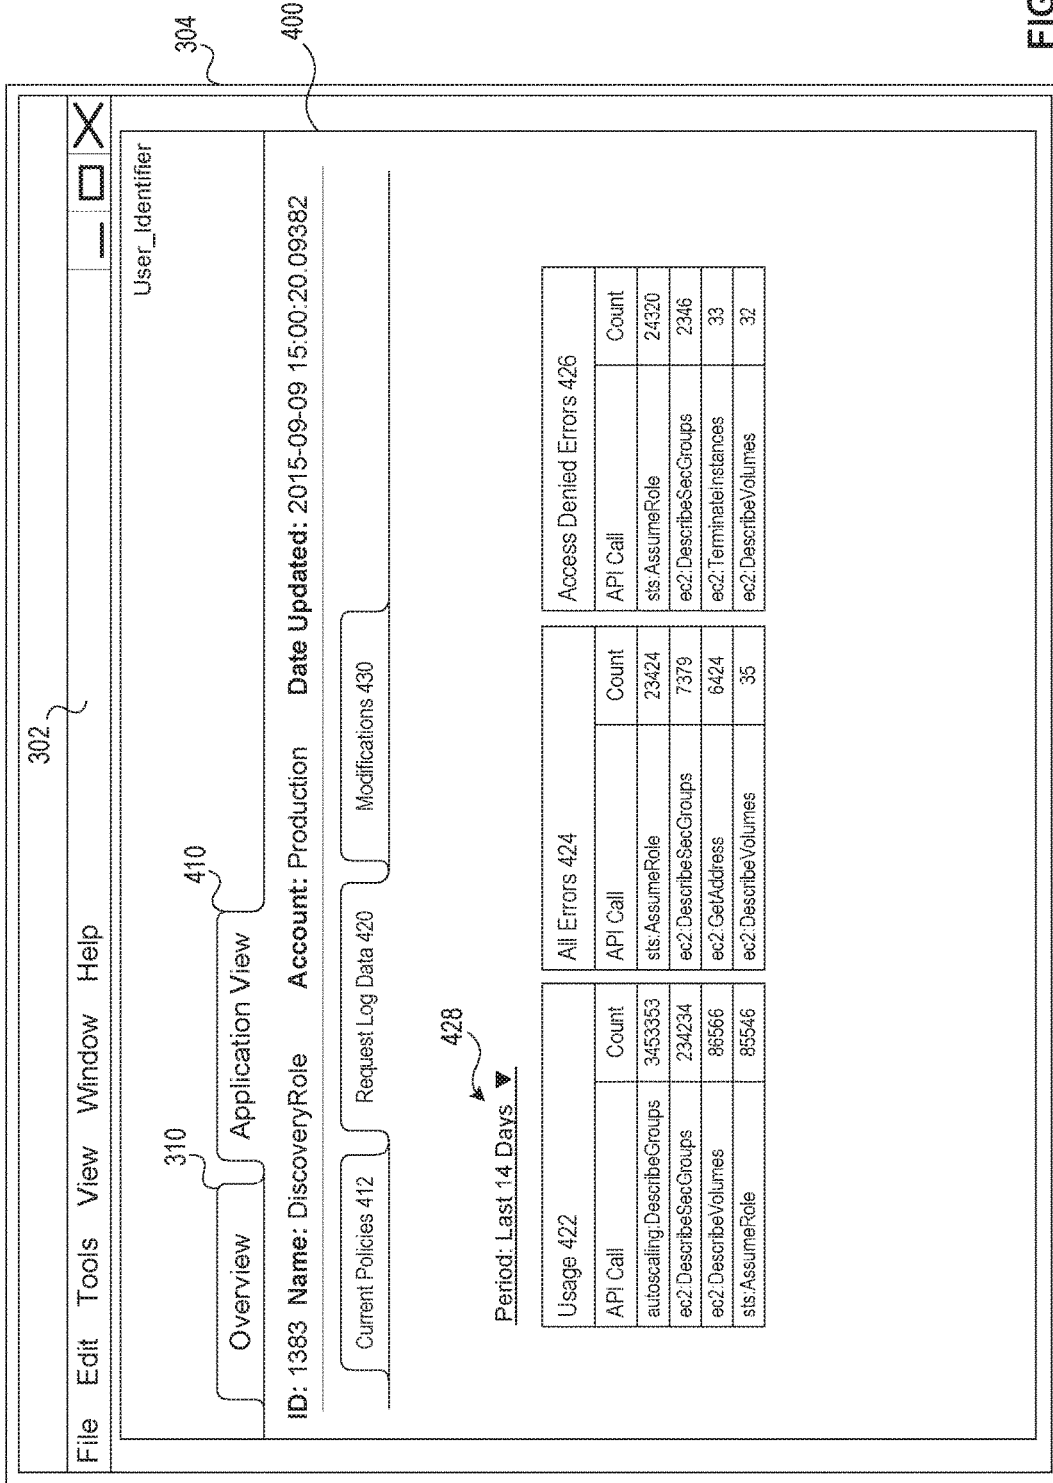 302
304
File Edit Tools View Window Help
User_Identifier
310
410
400
Overview
Application View
ID: 1383 Name: DiscoveryRole Account: Production Date Updated: 2015-09-09 15:00:20.09382
Current Policies 412
Request Log Data 420
Modifications 430
428
Period: Last 14 Days ▼
Usage 422
API Call Count
autoscaling:DescribeGroups 3453353
ec2:DescribeSecGroups 234234
ec2:DescribeVolumes 86566
sts:AssumeRole 85546
All Errors 424
API Call Count
sts:AssumeRole 23424
ec2:DescribeSecGroups 7379
ec2:GetAddress 6424
ec2:DescribeVolumes 35
Access Denied Errors 426
API Call Count
sts:AssumeRole 24320
ec2:DescribeSecGroups 2346
ec2:TerminateInstances 33
ec2:DescribeVolumes 32
FIG